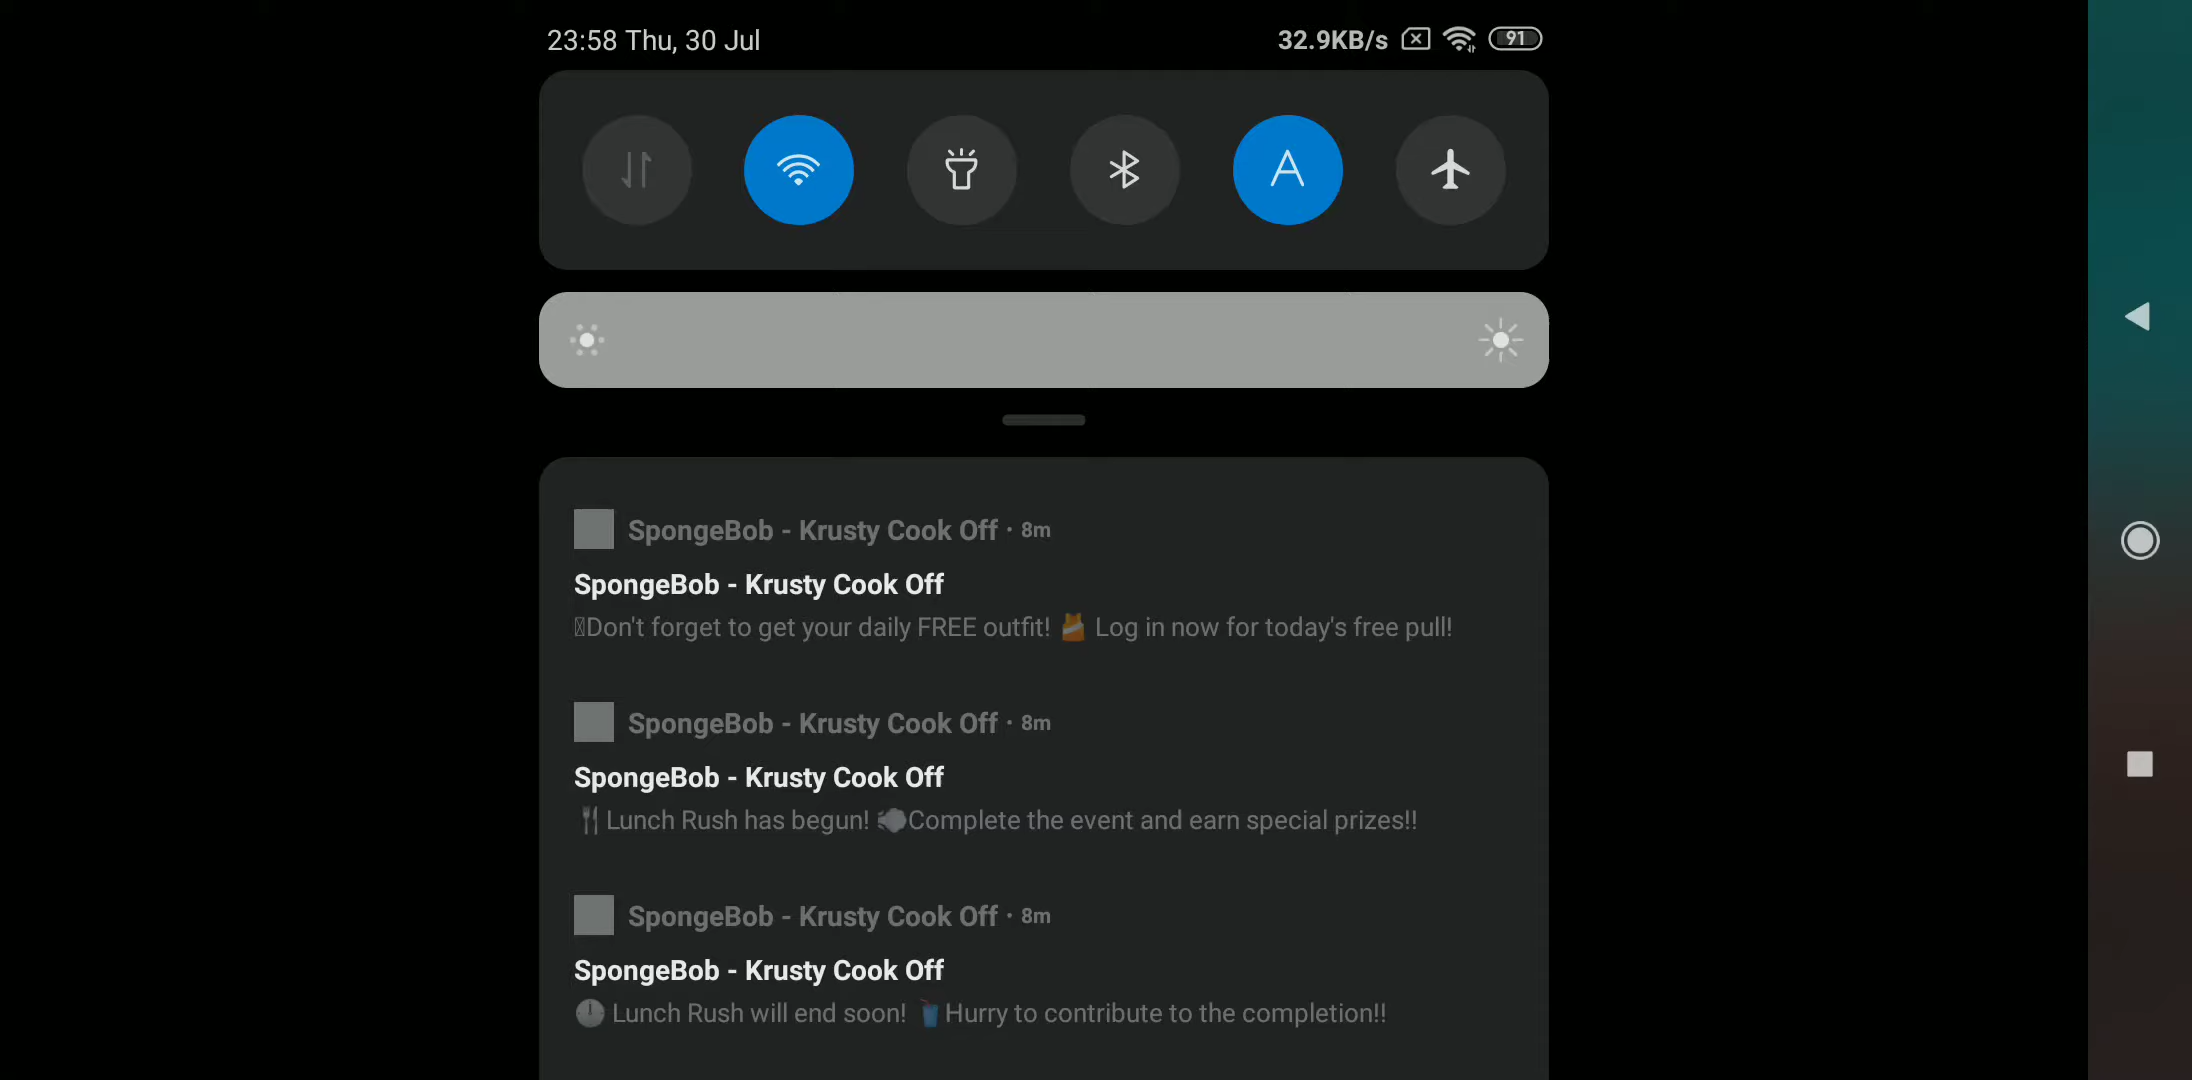 23:58 Thu, 30 Jul
32.9KB/s
91
A
SpongeBob - Krusty Cook Off · 8m
SpongeBob - Krusty Cook Off
Don't forget to get your daily FREE outfit! 🦺 Log in now for today's free pull!
SpongeBob - Krusty Cook Off · 8m
SpongeBob - Krusty Cook Off
🍴Lunch Rush has begun! Complete the event and earn special prizes!!
SpongeBob - Krusty Cook Off · 8m
SpongeBob - Krusty Cook Off
🕛 Lunch Rush will end soon! 🥤Hurry to contribute to the completion!!